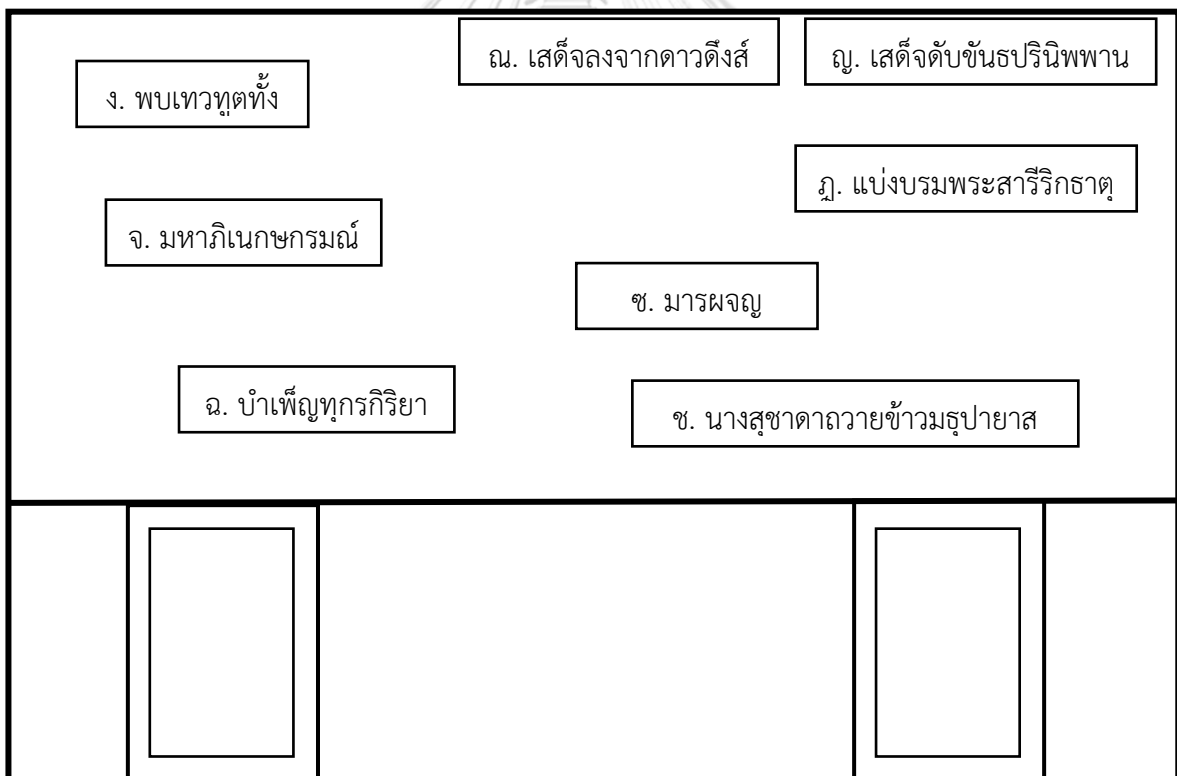 ณ. เสด็จลงจากดาวดึงส์
ญ. เสด็จดับขันธปรินิพพาน
ง. พบเทวทูตทั้ง
ฎ. แบ่งบรมพระสารีริกธาตุ
จ. มหาภิเนกษกรมณ์
ซ. มารผจญ
ฉ. บำเพ็ญทุกรกิริยา
ช. นางสุชาดาถวายข้าวมธุปายาส